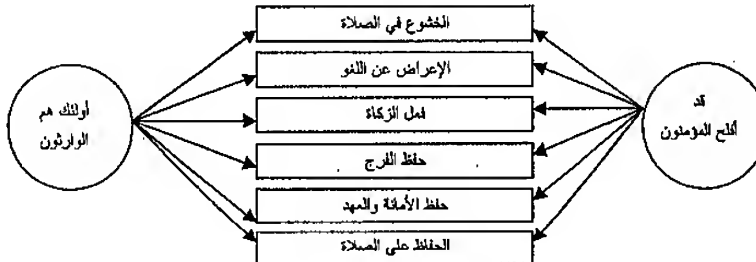 قد
أفلح المؤمنون
الخشوع في الصلاة
الإعراض عن اللغو
فعل الزكاة
حفظ الفرج
حفظ الأمانة والعهد
الحفاظ على الصلاة
أولئك هم
الوارثون